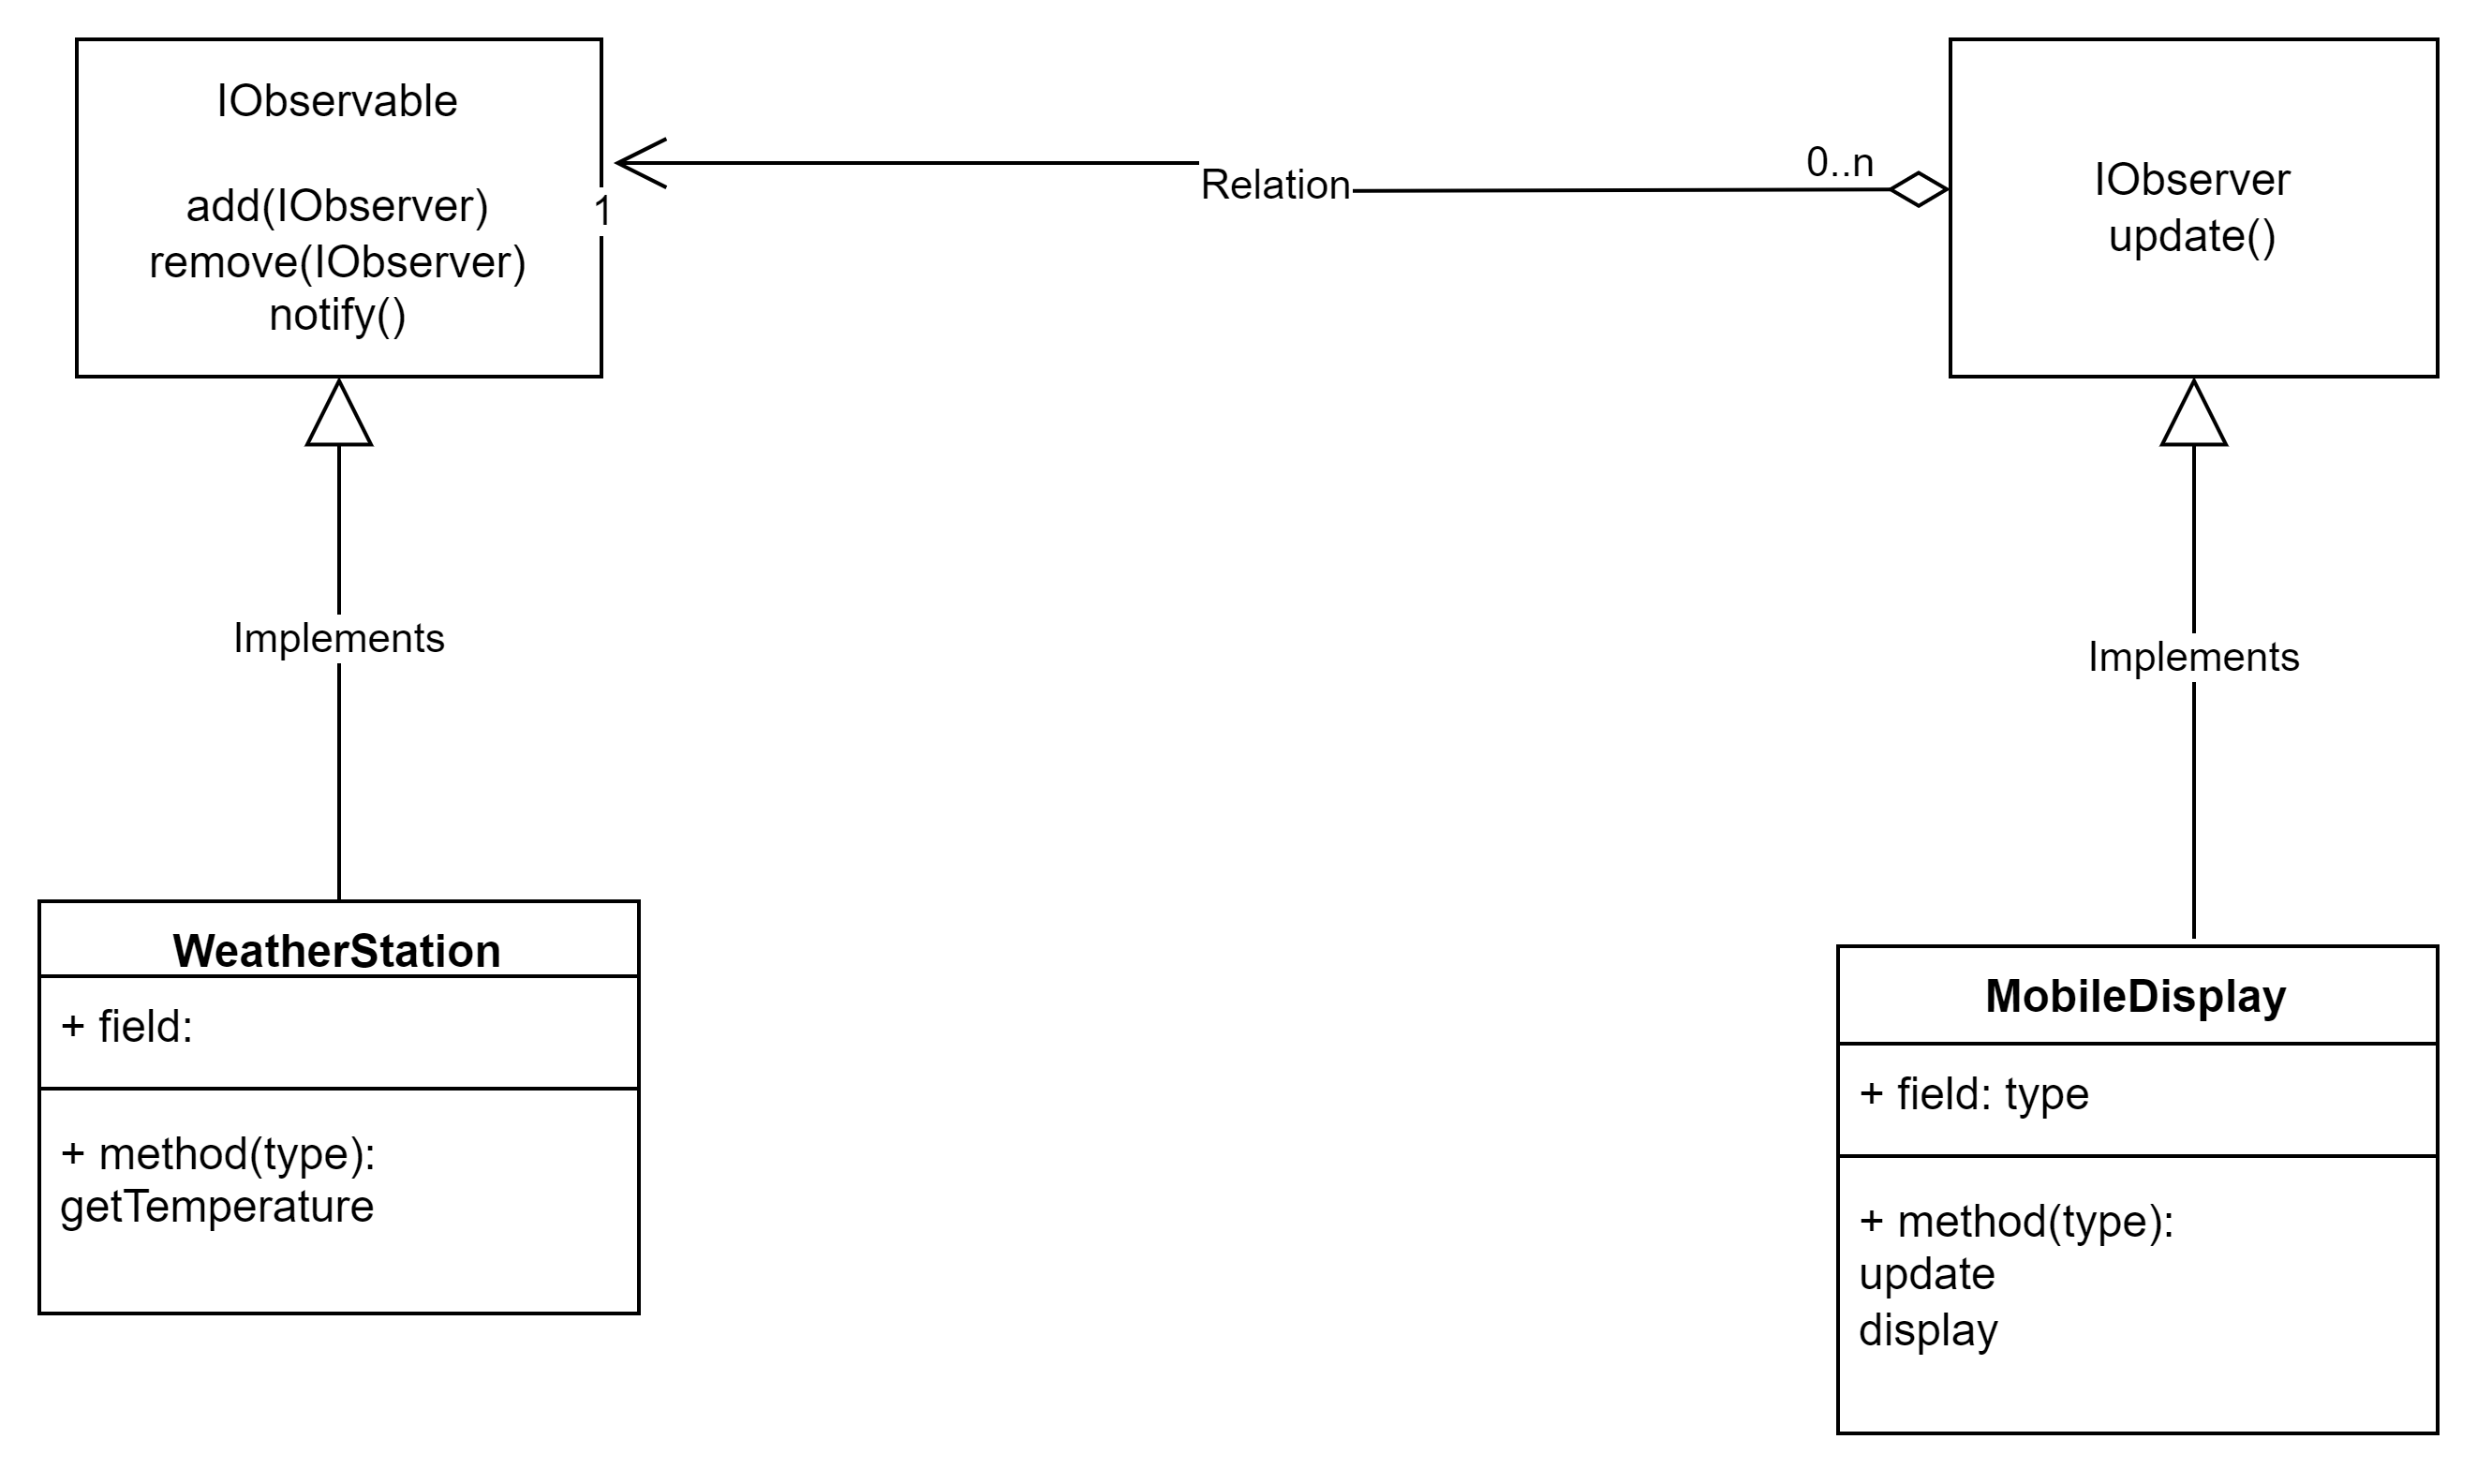 IObservable
add(IObserver)
remove(IObserver)
notify()
1
Relation
0..n
IObserver
update()
Implements
Implements
WeatherStation
+ field:
+ method(type):
getTemperature
MobileDisplay
+ field: type
+ method(type):
update
display